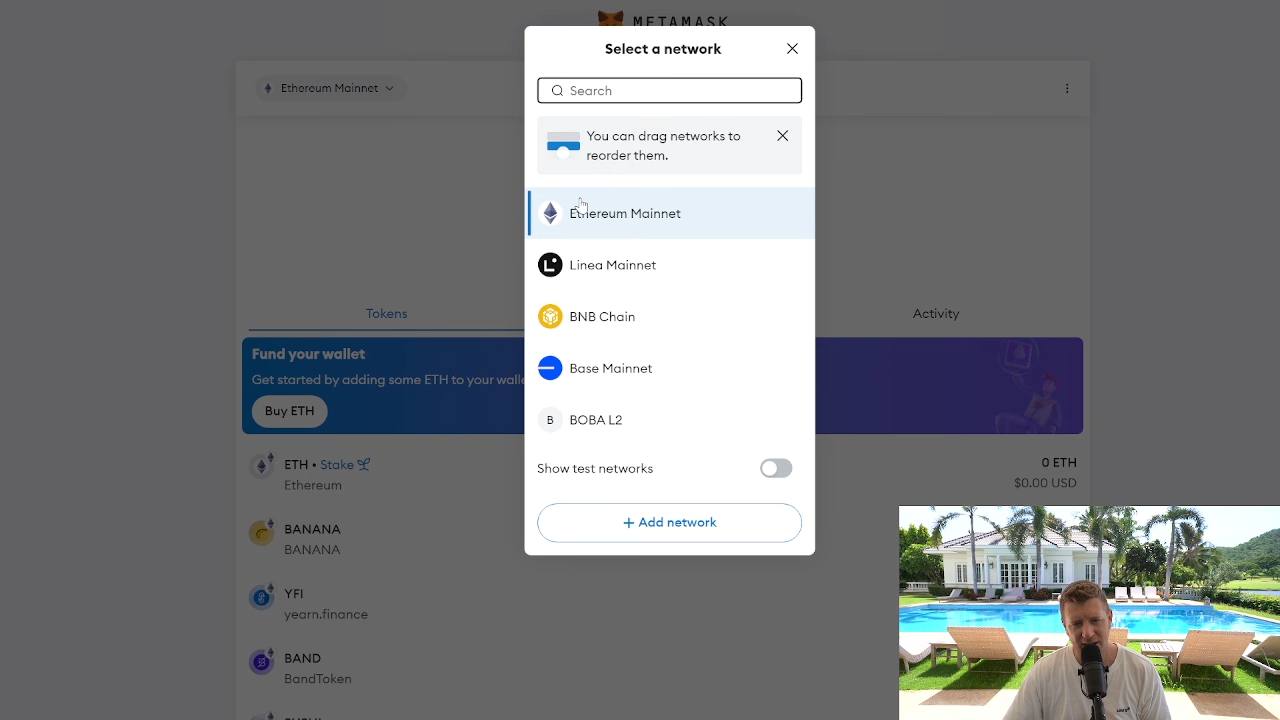 METAMASK
Select a network
Ethereum Mainnet
Search
You can drag networks to
reorder them.
Ethereum Mainnet
Linea Mainnet
BNB Chain
Base Mainnet
B BOBA L2
Show test networks
+ Add network
Tokens
Activity
Fund your wallet
Get started by adding some ETH to your
Buy ETH
ETH • Stake
Ethereum
0 ETH
$0.00 USD
BANANA
BANANA
YFI
yearn.finance
BAND
BandToken